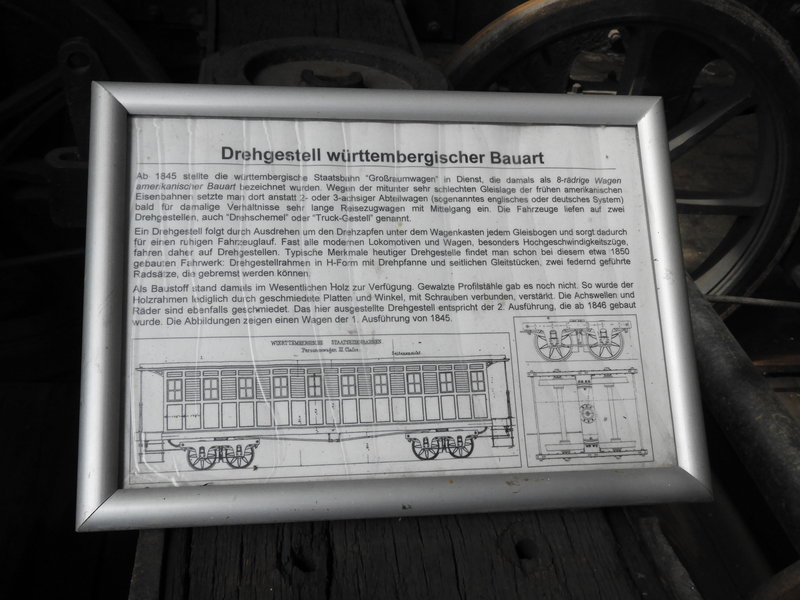 Drehgestell württembergischer Bauart
Ab 1845 stellte die württembergische Staatsbahn "Großraumwagen" in Dienst, die damals als 8-rädrige Wagen
amerikanischer Bauart bezeichnet wurden. Wegen der mitunter sehr schlechten Gleislage der frühen amerikanischen
Eisenbahnen setzte man dort anstatt 2- oder 3-achsiger Abteilwagen (sogenanntes englisches oder deutsches System)
bald für damalige Verhältnisse sehr lange Reisezugwagen mit Mittelgang ein. Die Fahrzeuge liefen auf zwei
Drehgestellen, auch "Drehschemel" oder "Truck-Gestell" genannt.
Ein Drehgestell folgt durch Ausdrehen um den Drehzapfen unter dem Wagenkasten jedem Gleisbogen und sorgt dadurch
für einen ruhigen Fahrzeuglauf. Fast alle modernen Lokomotiven und Wagen, besonders Hochgeschwindigkeitszüge,
fahren daher auf Drehgestellen. Typische Merkmale heutiger Drehgestelle findet man schon bei diesem etwa 1850
gebauten Fuhrwerk: Drehgestellrahmen in H-Form mit Drehpfanne und seitlichen Gleitstücken, zwei federnd geführte
Radsätze, die gebremst werden können.
Als Baustoff stand damals im Wesentlichen Holz zur Verfügung. Gewalzte Profilstähle gab es noch nicht. So wurde der
Holzrahmen lediglich durch geschmiedete Platten und Winkel, mit Schrauben verbunden, verstärkt. Die Achswellen und
Räder sind ebenfalls geschmiedet. Das hier ausgestellte Drehgestell entspricht der 2. Ausführung, die ab 1846 gebaut
wurde. Die Abbildungen zeigen einen Wagen der 1. Ausführung von 1845.
WÜRTTEMBERGISCHE STAATSEISENBAHNEN
Personenwagen III. Classe.
Seitenansicht